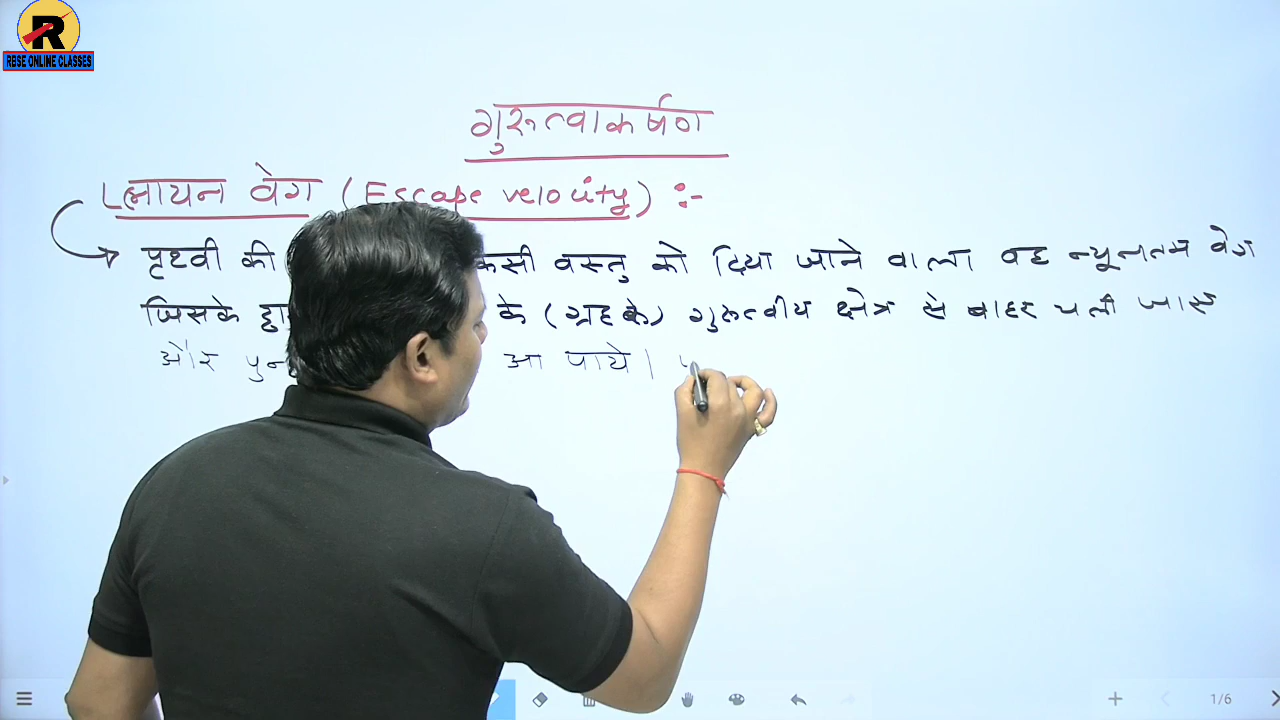 R
RBSE ONLINE CLASSES
गुरुत्वाकर्षण
पलायन वेग (Escape velocity) :-
पृथ्वी की किसी वस्तु को दिया जाने वाला वह न्यूनतम वेग
जिसके के (ग्रह के) गुरुत्वीय क्षेत्र से बाहर चली जाए
और आ पाये।
1/6